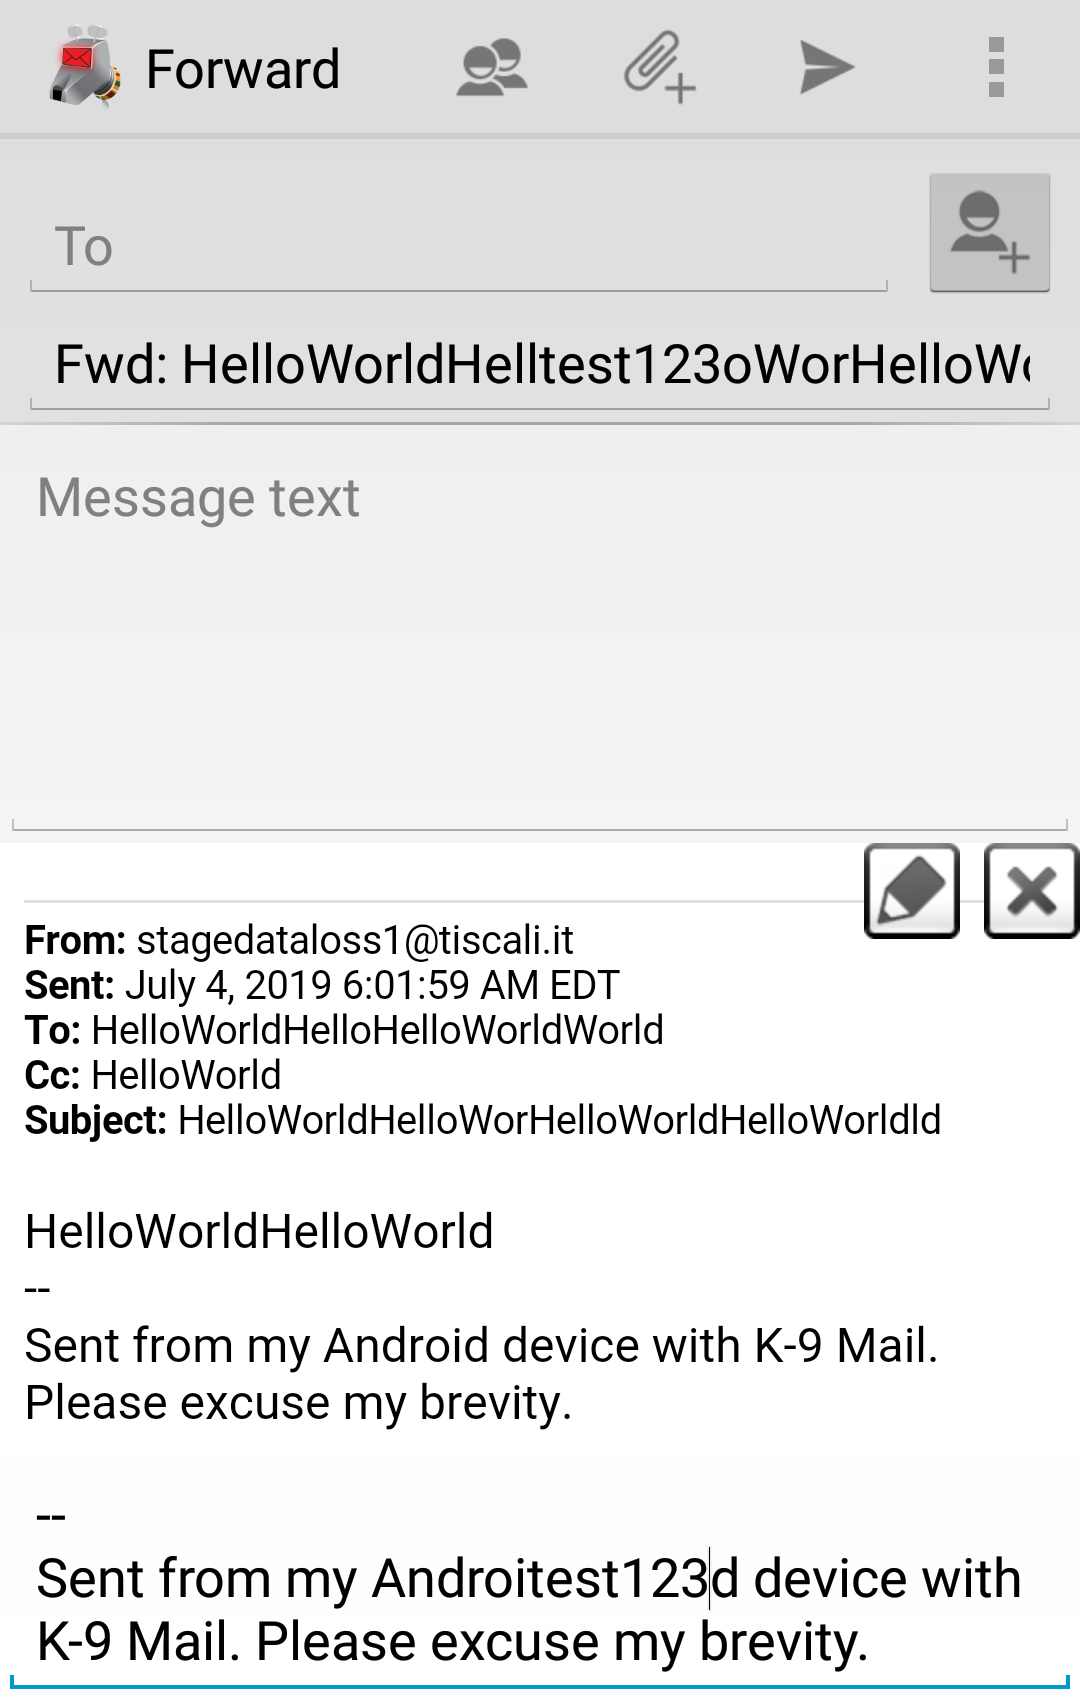 Forward
To
Fwd: HelloWorldHelltest123oWorHelloWo
Message text
From: stagedataloss1@tiscali.it
Sent: July 4, 2019 6:01:59 AM EDT
To: HelloWorldHelloHelloWorldWorld
Cc: HelloWorld
Subject: HelloWorldHelloWorHelloWorldHelloWorldld
HelloWorldHelloWorld
--
Sent from my Android device with K-9 Mail.
Please excuse my brevity.
--
Sent from my Androitest123d device with
K-9 Mail. Please excuse my brevity.